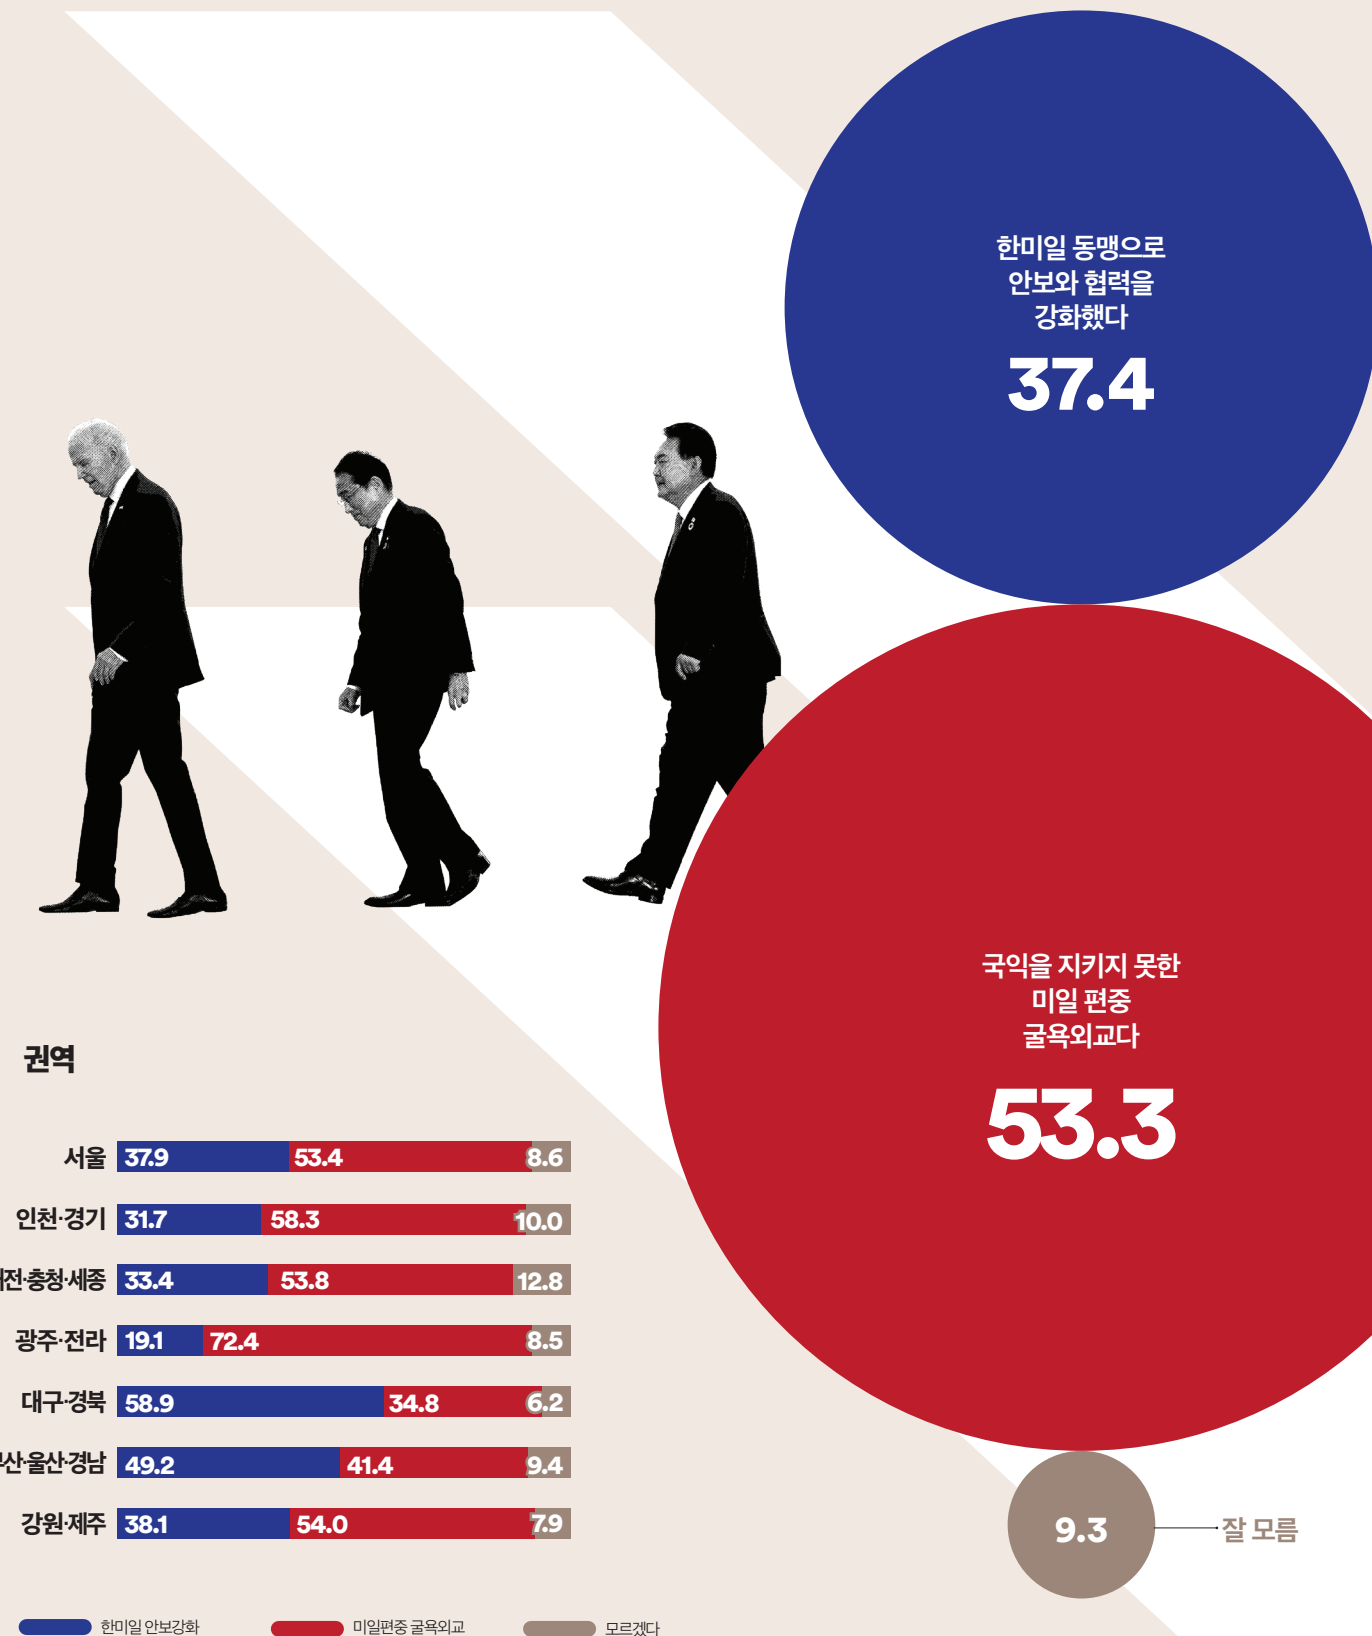 한미일 동맹으로
안보와 협력을
강화했다
37.4
국익을 지키지 못한
미일 편중
굴욕외교다
53.3
9.3 잘 모름
권역
서울 37.9 53.4 8.6
인천·경기 31.7 58.3 10.0
충청·세종 33.4 53.8 12.8
광주·전라 19.1 72.4 8.5
대구·경북 58.9 34.8 6.2
울산·경남 49.2 41.4 9.4
강원·제주 38.1 54.0 7.9
한미일 안보강화 미일편중 굴욕외교 모르겠다